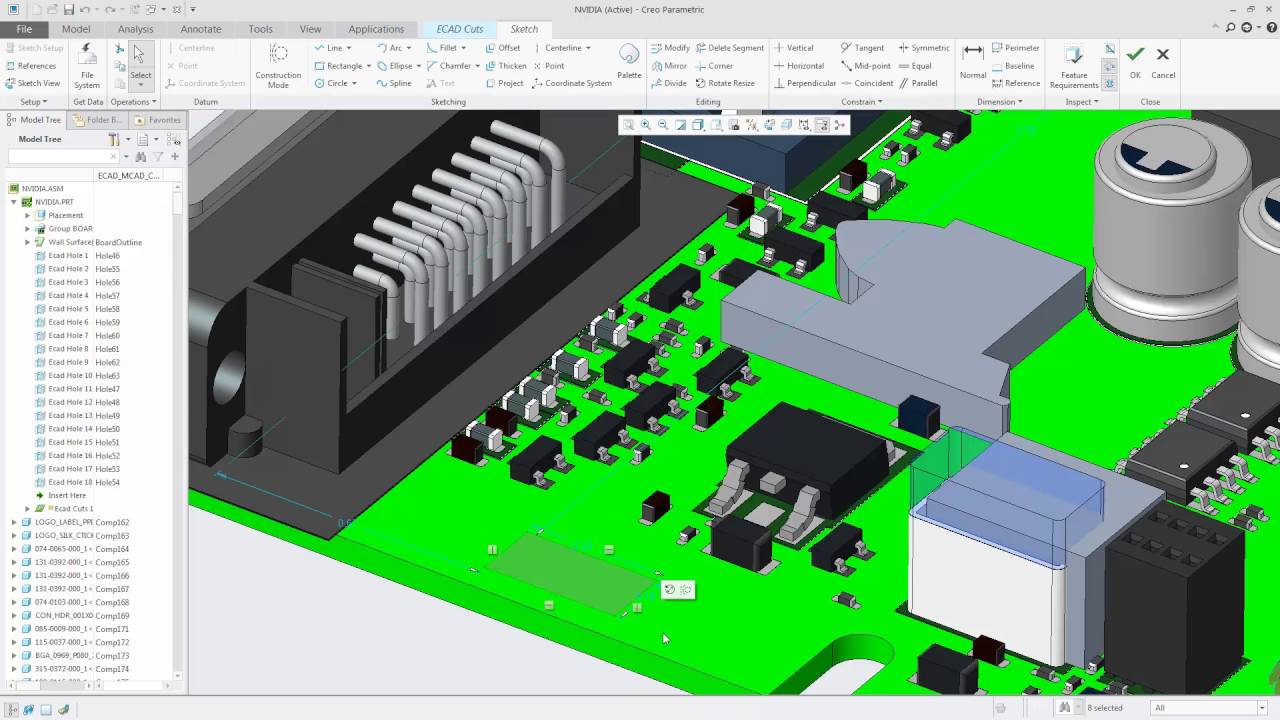 NVIDIA (Active) - Creo Parametric
File Model Analysis Annotate Tools View Applications ECAD Cuts Sketch
Sketch Setup Centerline Line Arc Fillet Offset Centerline Modify Delete Segment Vertical Tangent Symmetric Perimeter
References Point Rectangle Ellipse Chamfer Thicken Point Mirror Corner Horizontal Mid-point Equal Baseline
Sketch View File System Select Coordinate System Construction Mode Circle Spline Text Project Coordinate System Palette Divide Rotate Resize Perpendicular Coincident Parallel Normal Reference Feature Requirements OK Cancel
Setup Get Data Operations Datum Sketching Editing Constrain Dimension Inspect Close
Model Tree Folder B... Favorites
Model Tree
ECAD_MCAD_C...
NVIDIA.ASM
NVIDIA.PRT
Placement
Group BOAR
Wall Surface( BoardOutline
Ecad Hole 1 Hole46
Ecad Hole 2 Hole55
Ecad Hole 3 Hole56
Ecad Hole 4 Hole57
Ecad Hole 5 Hole58
Ecad Hole 6 Hole59
Ecad Hole 7 Hole60
Ecad Hole 8 Hole61
Ecad Hole 9 Hole62
Ecad Hole 10 Hole63
Ecad Hole 11 Hole47
Ecad Hole 12 Hole48
Ecad Hole 13 Hole49
Ecad Hole 14 Hole50
Ecad Hole 15 Hole51
Ecad Hole 16 Hole52
Ecad Hole 17 Hole53
Ecad Hole 18 Hole54
Insert Here
Ecad Cuts 1
LOGO_LABEL_PPI Comp162
LOGO_SILK_CTICK Comp163
074-0065-000_1 < Comp164
131-0392-000_1 < Comp165
131-0392-000_1 < Comp166
131-0392-000_1 < Comp167
074-0103-000_1 < Comp168
CON_HDR_001X0 Comp169
085-0009-000_1 < Comp171
115-0037-000_1 < Comp172
BGA_0969_P080_ Comp173
315-0372-000_1 < Comp174
8 selected All